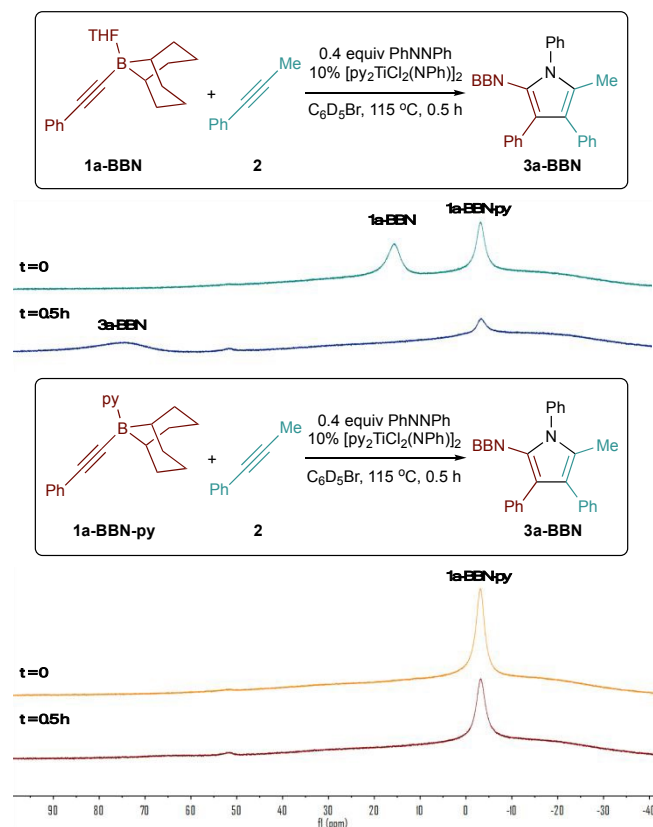 THF
B
Me
Ph
Ph
+
0.4 equiv PhNNPh
10% [py2TiCl2(NPh)]2
C6D5Br, 115 °C, 0.5 h
Ph
N
BBN
Me
Ph
Ph
1a-BBN
2
3a-BBN
1a-BBN
1a-BBN-py
t=0
t=0.5h
3a-BBN
py
B
Me
Ph
Ph
+
0.4 equiv PhNNPh
10% [py2TiCl2(NPh)]2
C6D5Br, 115 °C, 0.5 h
Ph
N
BBN
Me
Ph
Ph
1a-BBN-py
2
3a-BBN
1a-BBN-py
t=0
t=0.5h
90 80 70 60 50 40 30 20 10 0 -10 -20 -30 -40
f1 (ppm)